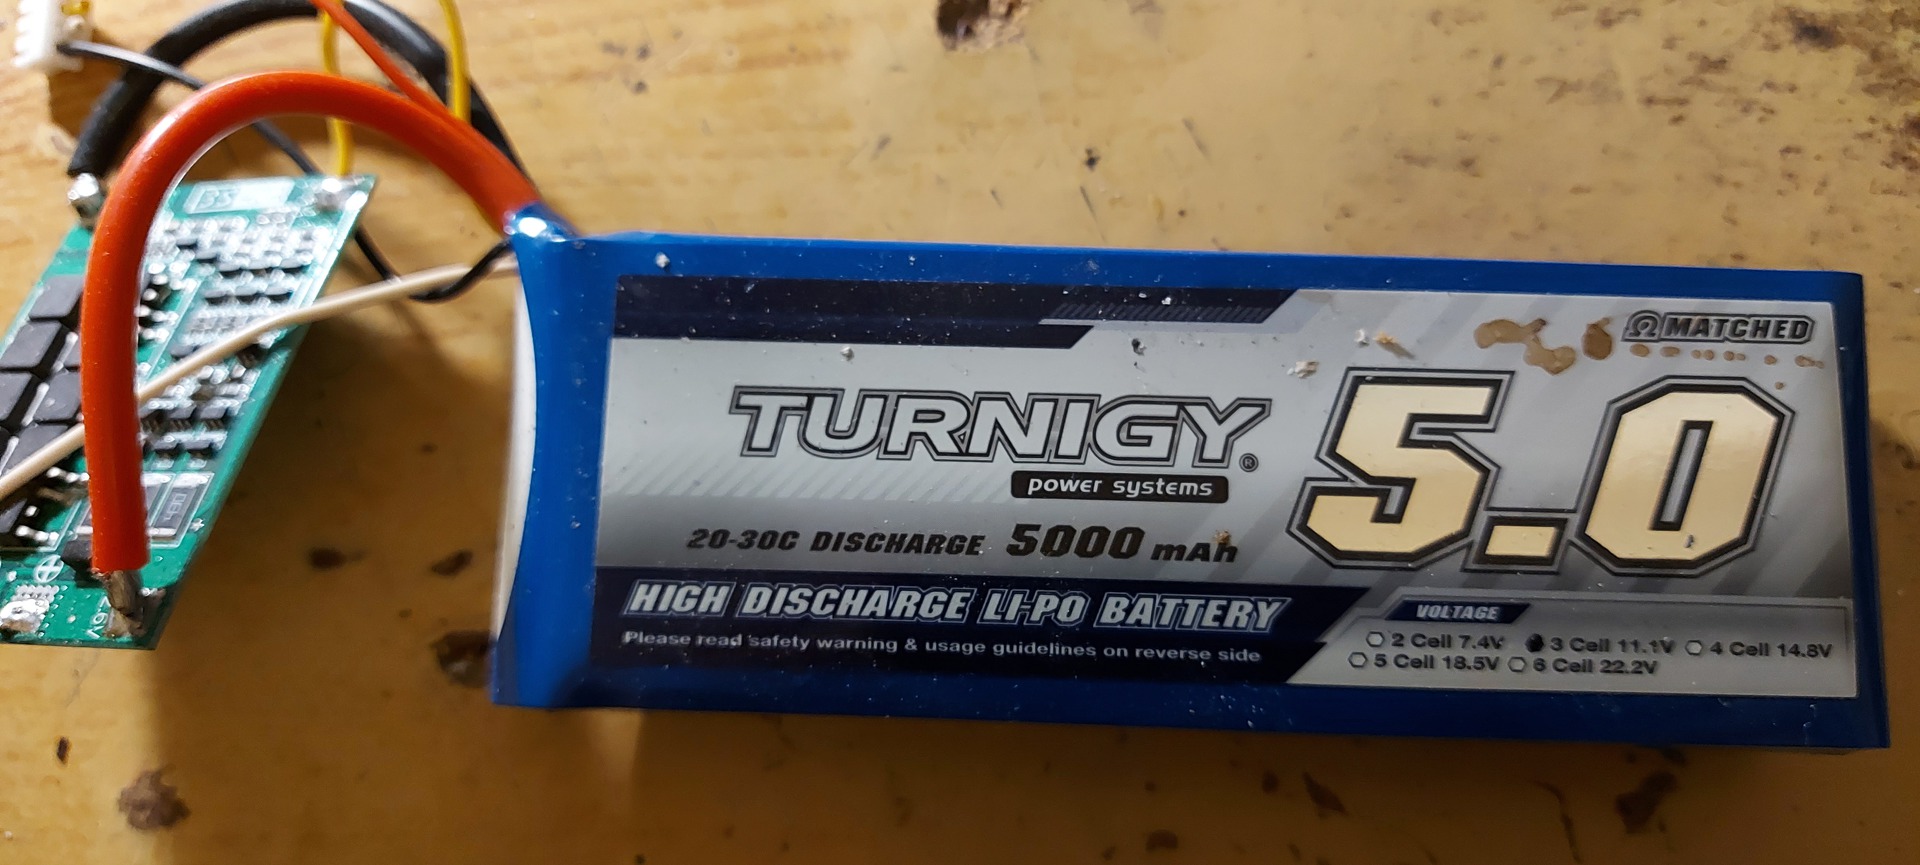 3S
Ω MATCHED
TURNIGY®
power systems
5.0
20-30C DISCHARGE 5000 mAh
HIGH DISCHARGE LI-PO BATTERY
Please read safety warning & usage guidelines on reverse side
VOLTAGE
2 Cell 7.4V 3 Cell 11.1V 4 Cell 14.8V
5 Cell 18.5V 6 Cell 22.2V